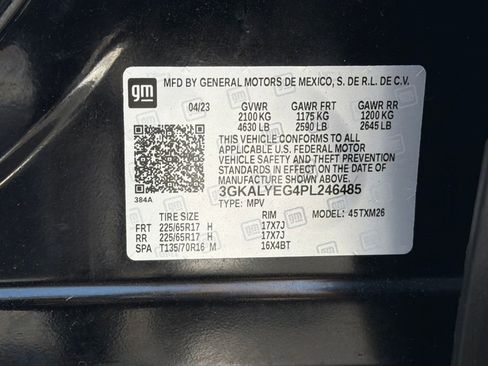 gm
MFD BY GENERAL MOTORS DE MEXICO, S. DE R.L. DE C.V.
04/23 GVWR GAWR FRT GAWR RR
2100 KG 1175 KG 1200 KG
4630 LB 2590 LB 2645 LB
THIS VEHICLE CONFORMS TO ALL APPLICABLE
U.S. FEDERAL MOTOR
VEHICLE SAFETY AND THEFT PREVENTION
STANDARDS IN EFFECT ON THE DATE OF
MANUFACTURE SHOWN ABOVE.
384A
3GKALYEG4PL246485
TYPE: MPV
TIRE SIZE RIM MODEL: 45TXM26
FRT 225/65R17 H 17X7J
RR 225/65R17 H 17X7J
SPA T135/70R16 M 16X4BT